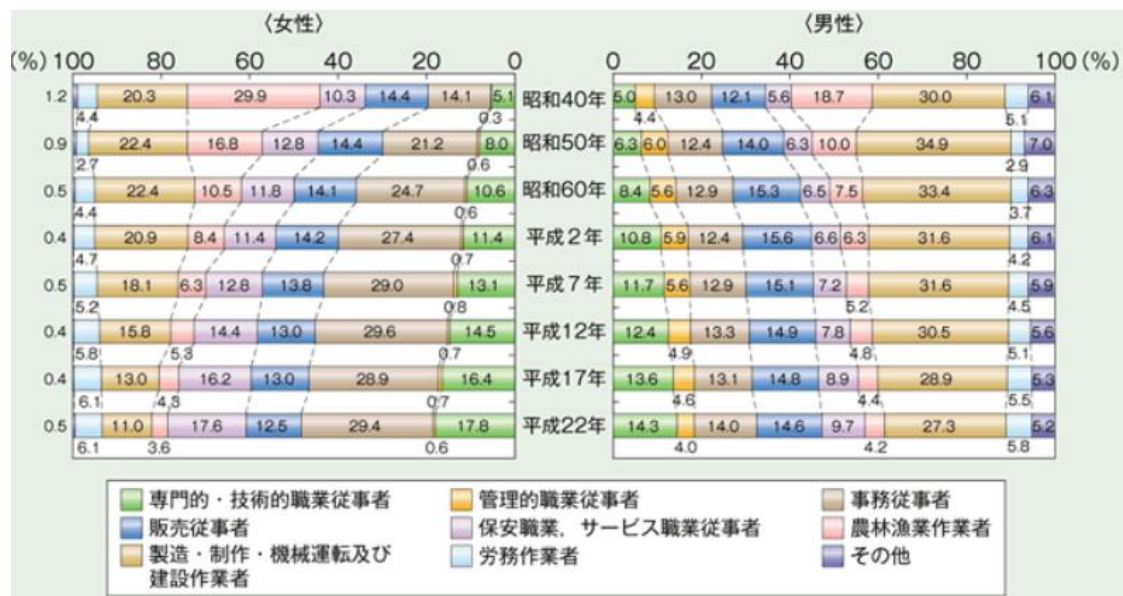 〈女性〉 〈男性〉
(%) 100 80 60 40 20 0 0 20 40 60 80 100 (%)
1.2 20.3 29.9 10.3 14.4 14.1 5.1 昭和40年 5.0 13.0 12.1 5.6 18.7 30.0 6.1
4.4 0.3 4.4 5.1
0.9 22.4 16.8 12.8 14.4 21.2 8.0 昭和50年 6.3 6.0 12.4 14.0 6.3 10.0 34.9 7.0
2.7 0.6 2.9
0.5 22.4 10.5 11.8 14.1 24.7 10.6 昭和60年 8.4 5.6 12.9 15.3 6.5 7.5 33.4 6.3
4.4 0.6 3.7
0.4 20.9 8.4 11.4 14.2 27.4 11.4 平成2年 10.8 5.9 12.4 15.6 6.6 6.3 31.6 6.1
4.7 0.7 4.2
0.5 18.1 6.3 12.8 13.8 29.0 13.1 平成7年 11.7 5.6 12.9 15.1 7.2 31.6 5.9
5.2 0.8 5.2 4.5
0.4 15.8 14.4 13.0 29.6 14.5 平成12年 12.4 13.3 14.9 7.8 30.5 5.6
5.8 5.3 0.7 4.9 4.8 5.1
0.4 13.0 16.2 13.0 28.9 16.4 平成17年 13.6 13.1 14.8 8.9 28.9 5.3
6.1 4.3 0.7 4.6 4.4 5.5
0.5 11.0 17.6 12.5 29.4 17.8 平成22年 14.3 14.0 14.6 9.7 27.3 5.2
6.1 3.6 0.6 4.0 4.2 5.8
専門的・技術的職業従事者 管理的職業従事者 事務従事者
販売従事者 保安職業，サービス職業従事者 農林漁業作業者
製造・制作・機械運転及び 労務作業者 その他
建設作業者